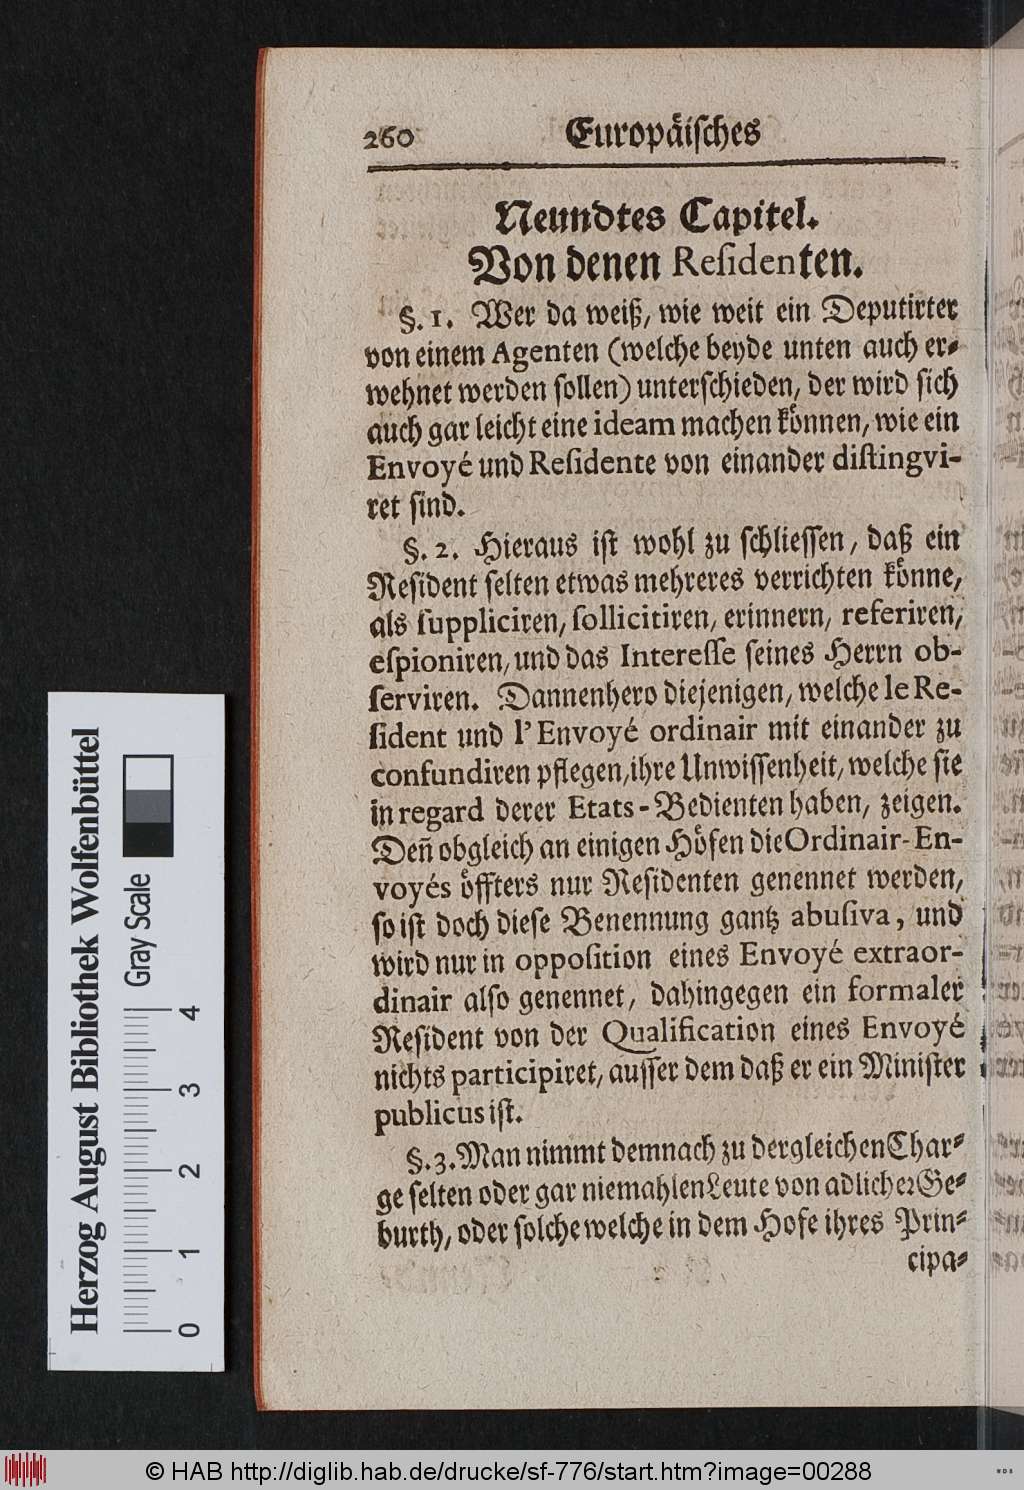 260 Europäiſches
Neundtes Capitel.
Von denen Reſidenten.
§. 1. Wer da weiß, wie weit ein Deputirter
von einem Agenten (welche beyde unten auch er⸗
wehnet werden ſollen) unterſchieden, der wird ſich
auch gar leicht eine ideam machen koͤnnen, wie ein
Envoyé und Reſidente von einander diſtingvi-
ret ſind.
§. 2. Hieraus iſt wohl zu ſchlieſſen, daß ein
Reſident ſelten etwas mehreres verrichten koͤnne,
als ſuppliciren, ſollicitiren, erinnern, referiren,
eſpioniren, und das Intereſſe ſeines Herrn ob-
ſerviren. Dannenhero diejenigen, welche le Re-
ſident und l'Envoyé ordinair mit einander zu
confundiren pflegen, ihre Unwiſſenheit, welche ſie
in regard derer Etats-Bedienten haben, zeigen.
Deñ obgleich an einigen Hoͤfen die Ordinair-En-
voyés oͤffters nur Reſidenten genennet werden,
ſo iſt doch dieſe Benennung gantz abuſiva, und
wird nur in oppoſition eines Envoyé extraor-
dinair alſo genennet, dahingegen ein formaler
Reſident von der Qualification eines Envoyé
nichts participiret, auſſer dem daß er ein Miniſter
publicus iſt.
§. 3. Man nimmt demnach zu dergleichen Char⸗
ge ſelten oder gar niemahlen Leute von adlicher Ge⸗
burth, oder ſolche welche in dem Hofe ihres Prin⸗
cipa⸗
Herzog August Bibliothek Wolfenbüttel
Gray Scale
0 1 2 3 4
© HAB http://diglib.hab.de/drucke/sf-776/start.htm?image=00288